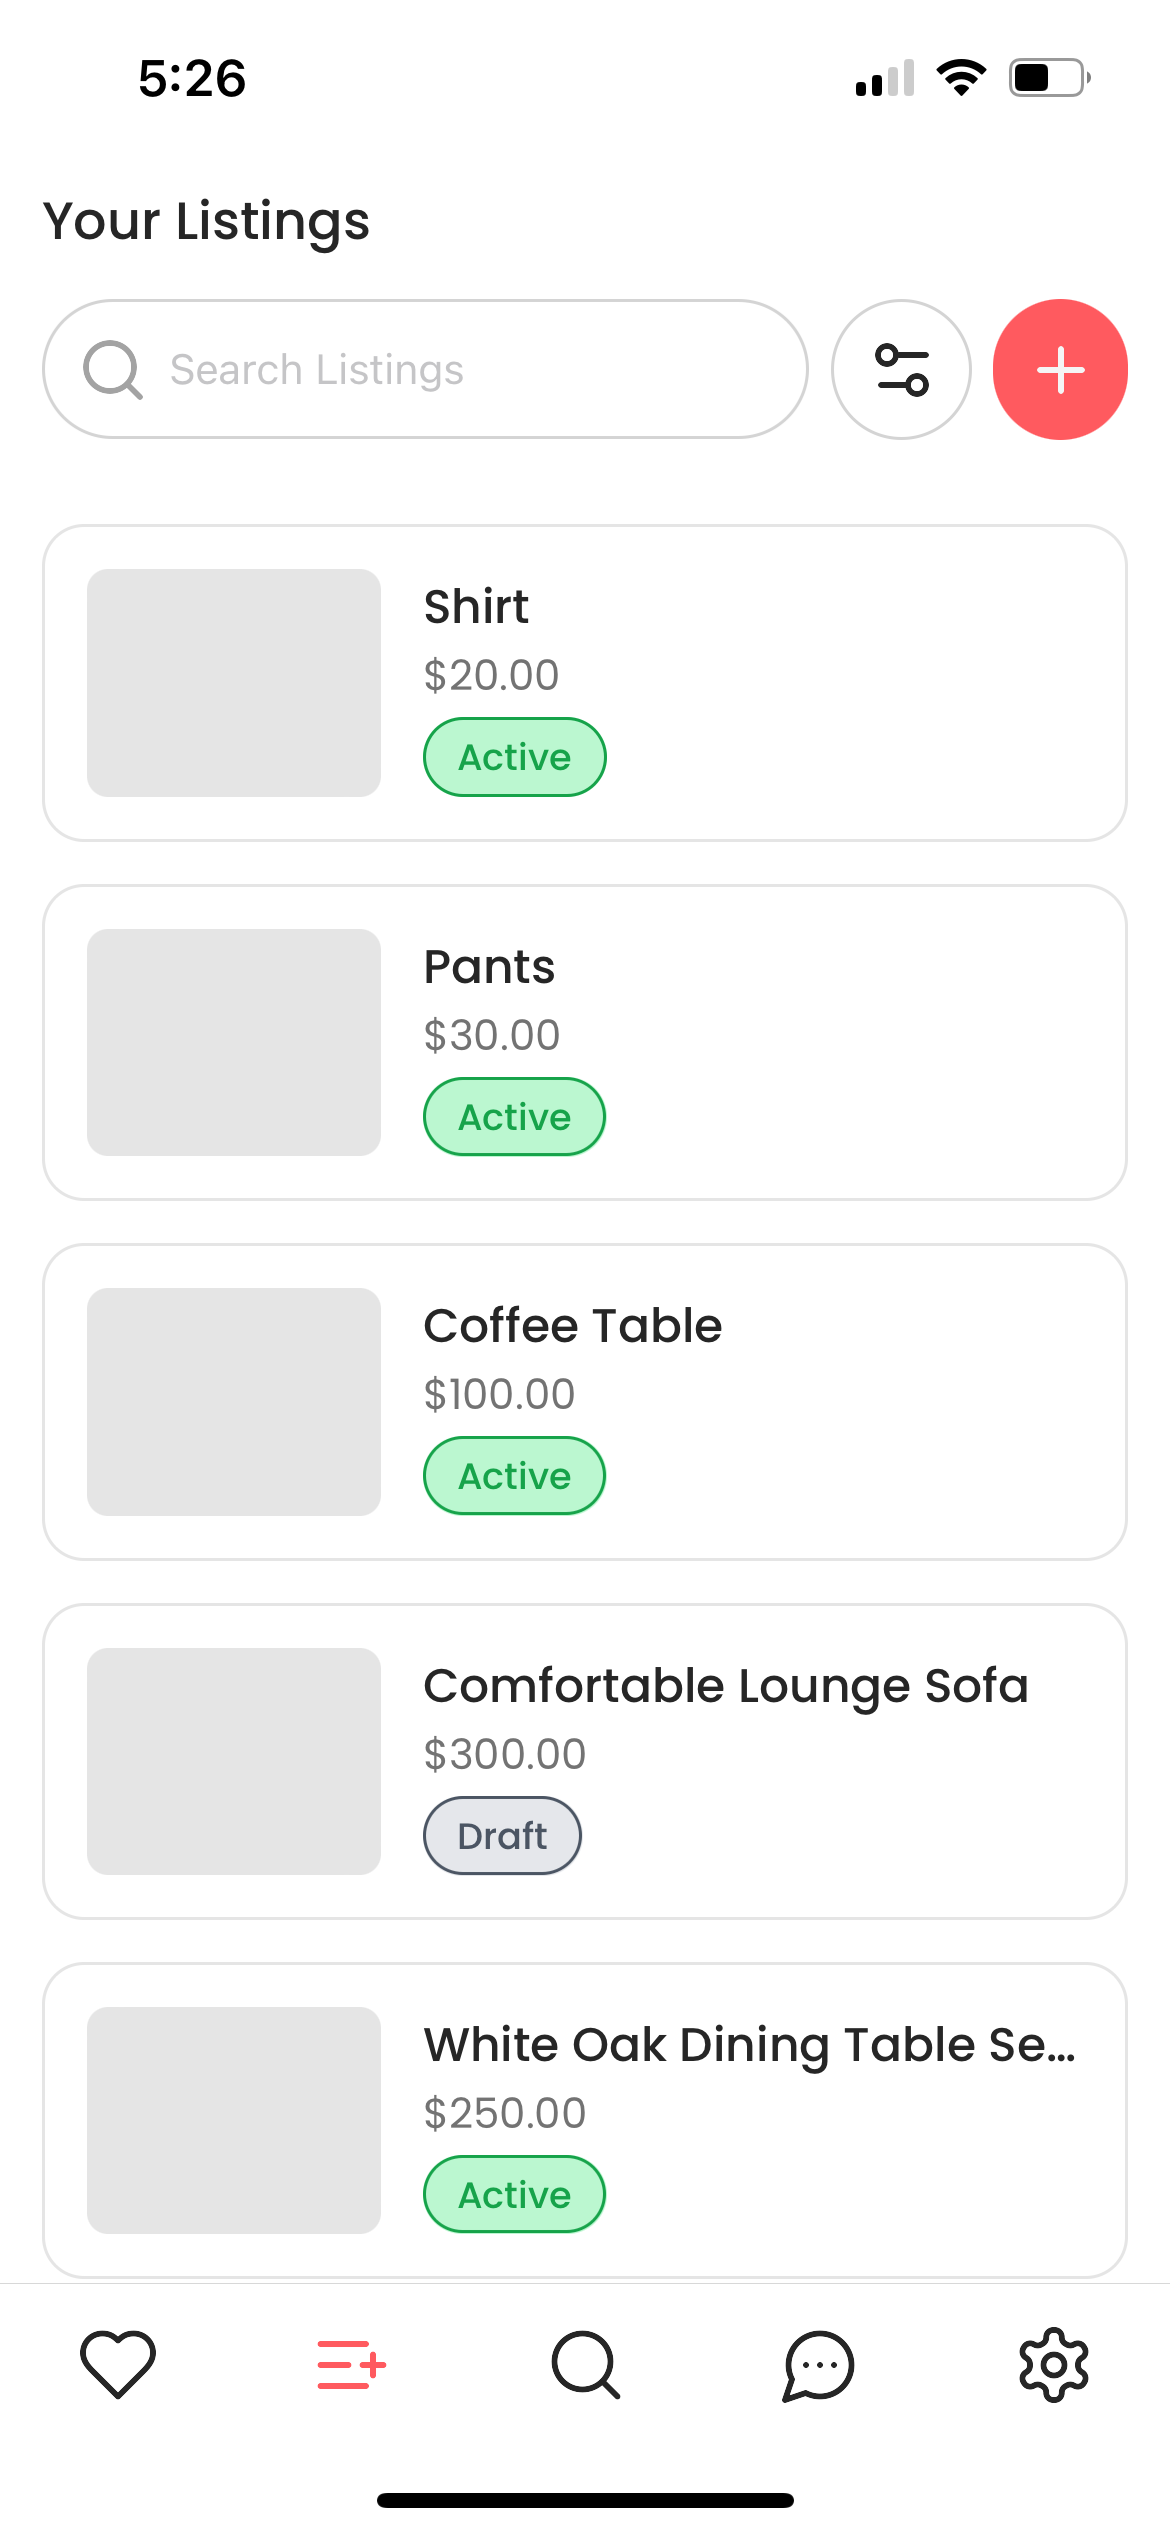 5:26
Your Listings
Search Listings
Shirt
$20.00
Active
Pants
$30.00
Active
Coffee Table
$100.00
Active
Comfortable Lounge Sofa
$300.00
Draft
White Oak Dining Table Se...
$250.00
Active